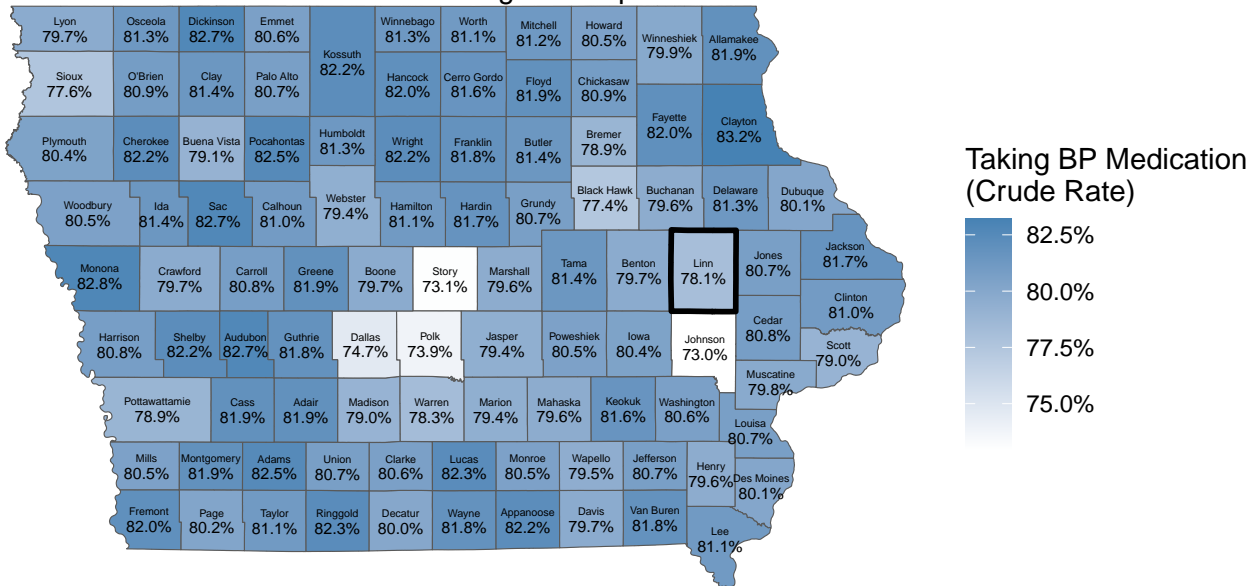 Lyon
79.7%
Osceola
81.3%
Dickinson
82.7%
Emmet
80.6%
Kossuth
82.2%
Winnebago
81.3%
Worth
81.1%
Mitchell
81.2%
Howard
80.5%
Winneshiek
79.9%
Allamakee
81.9%
Sioux
77.6%
O'Brien
80.9%
Clay
81.4%
Palo Alto
80.7%
Hancock
82.0%
Cerro Gordo
81.6%
Floyd
81.9%
Chickasaw
80.9%
Fayette
82.0%
Clayton
83.2%
Plymouth
80.4%
Cherokee
82.2%
Buena Vista
79.1%
Pocahontas
82.5%
Humboldt
81.3%
Wright
82.2%
Franklin
81.8%
Butler
81.4%
Bremer
78.9%
Woodbury
80.5%
Ida
81.4%
Sac
82.7%
Calhoun
81.0%
Webster
79.4%
Hamilton
81.1%
Hardin
81.7%
Grundy
80.7%
Black Hawk
77.4%
Buchanan
79.6%
Delaware
81.3%
Dubuque
80.1%
Monona
82.8%
Crawford
79.7%
Carroll
80.8%
Greene
81.9%
Boone
79.7%
Story
73.1%
Marshall
79.6%
Tama
81.4%
Benton
79.7%
Linn
78.1%
Jones
80.7%
Jackson
81.7%
Clinton
81.0%
Harrison
80.8%
Shelby
82.2%
Audubon
82.7%
Guthrie
81.8%
Dallas
74.7%
Polk
73.9%
Jasper
79.4%
Poweshiek
80.5%
Iowa
80.4%
Johnson
73.0%
Cedar
80.8%
Scott
79.0%
Muscatine
79.8%
Pottawattamie
78.9%
Cass
81.9%
Adair
81.9%
Madison
79.0%
Warren
78.3%
Marion
79.4%
Mahaska
79.6%
Keokuk
81.6%
Washington
80.6%
Louisa
80.7%
Mills
80.5%
Montgomery
81.9%
Adams
82.5%
Union
80.7%
Clarke
80.6%
Lucas
82.3%
Monroe
80.5%
Wapello
79.5%
Jefferson
80.7%
Henry
79.6%
Des Moines
80.1%
Fremont
82.0%
Page
80.2%
Taylor
81.1%
Ringgold
82.3%
Decatur
80.0%
Wayne
81.8%
Appanoose
82.2%
Davis
79.7%
Van Buren
81.8%
Lee
81.1%
Taking BP Medication
(Crude Rate)
82.5%
80.0%
77.5%
75.0%